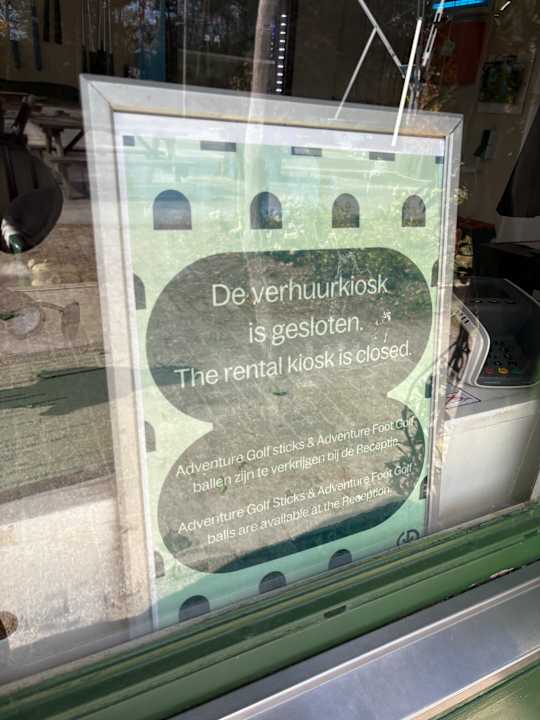 De verhuurkiosk
is gesloten.
The rental kiosk is closed.
Adventure Golf sticks & Adventure Foot Golf
ballen zijn te verkrijgen bij de Receptie.
Adventure Golf Sticks & Adventure Foot Golf
balls are available at the Reception.